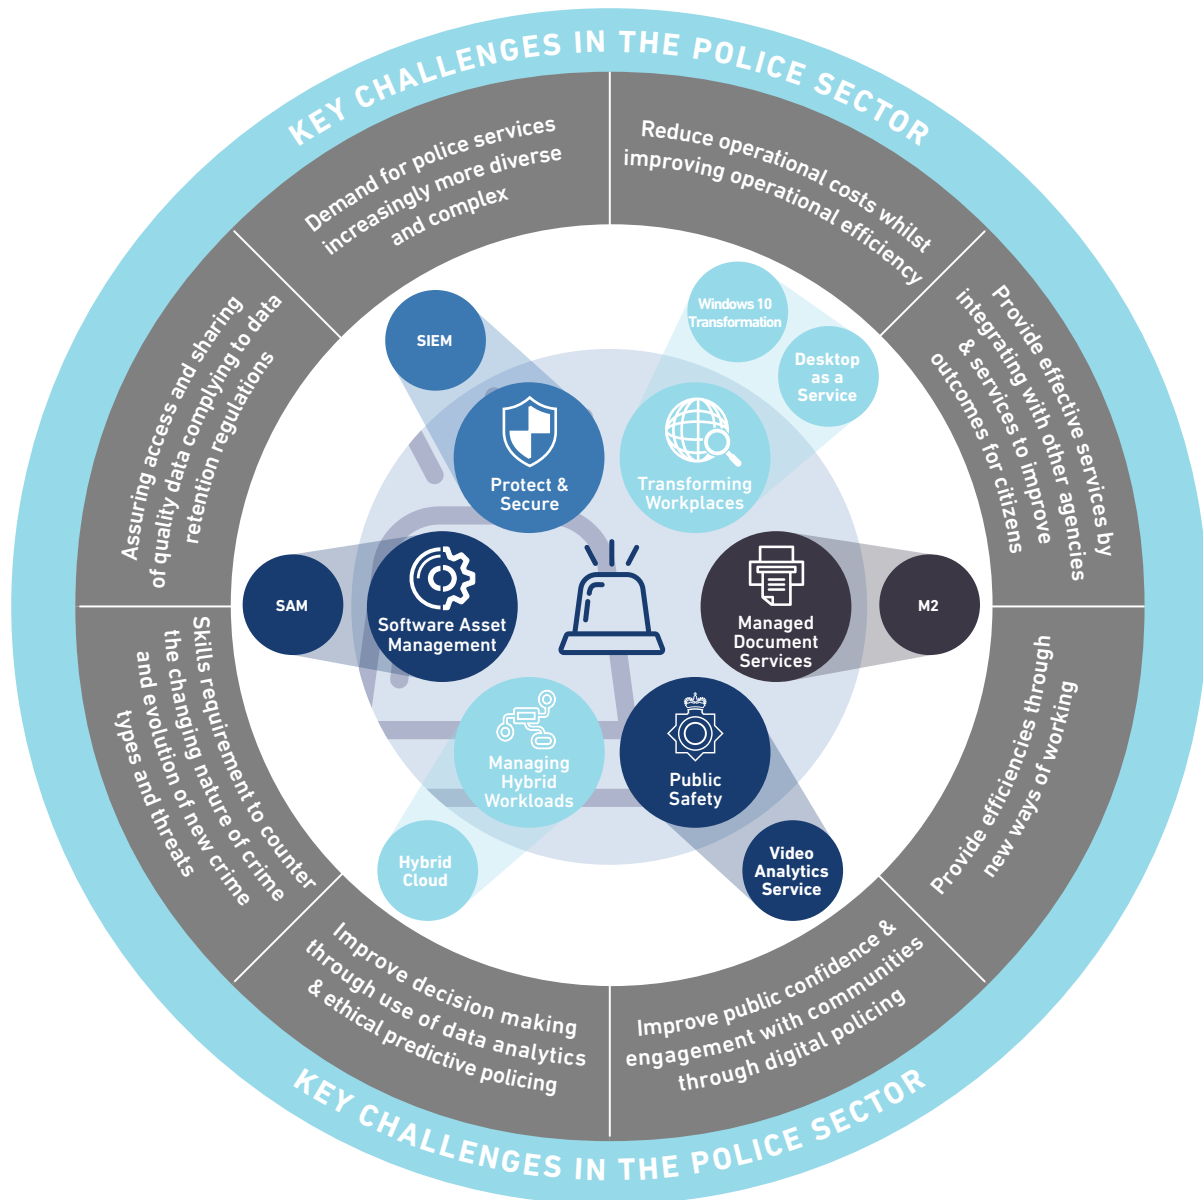 KEY CHALLENGES IN THE POLICE SECTOR
Demand for police services
increasingly more diverse
and complex
Reduce operational costs whilst
improving operational efficiency
Provide effective services by
integrating with other agencies
& services to improve
outcomes for citizens
Provide efficiencies through
new ways of working
Improve public confidence &
engagement with communities
through digital policing
Improve decision making
through use of data analytics
& ethical predictive policing
Skills requirement to counter
the changing nature of crime
and evolution of new crime
types and threats
Assuring access and sharing
of quality data complying to data
retention regulations
SIEM
Protect &
Secure
Windows 10
Transformation
Desktop
as a
Service
Transforming
Workplaces
SAM
Software Asset
Management
Managed
Document
Services
M2
Managing
Hybrid
Workloads
Hybrid
Cloud
Public
Safety
Video
Analytics
Service
KEY CHALLENGES IN THE POLICE SECTOR